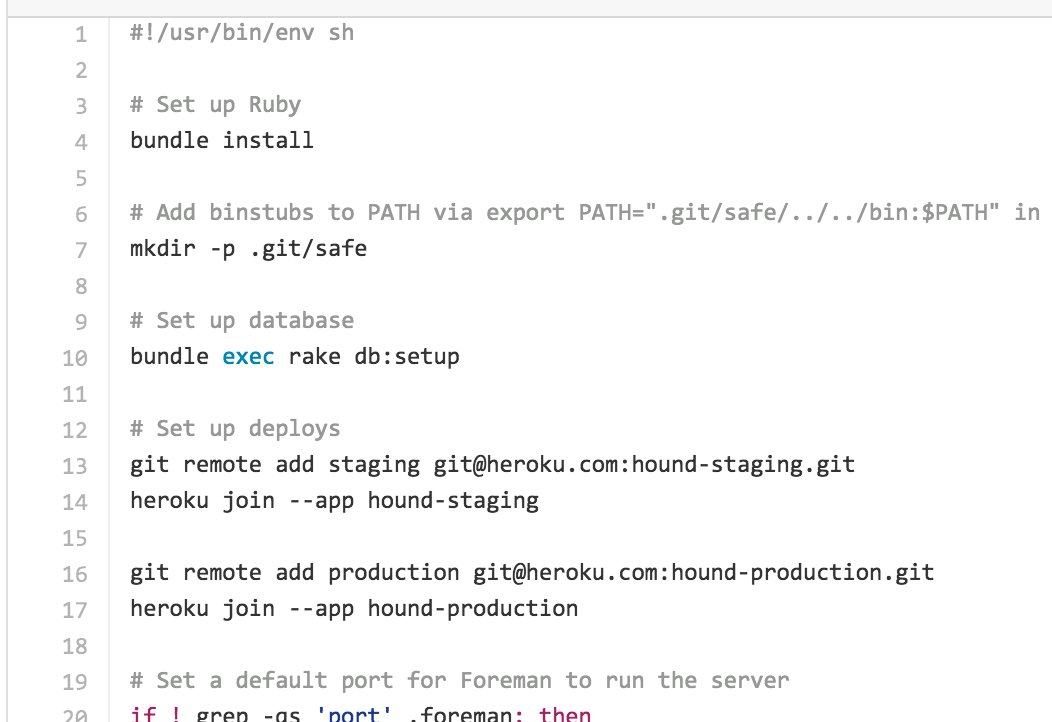 1 #!/usr/bin/env sh
2
3 # Set up Ruby
4 bundle install
5
6 # Add binstubs to PATH via export PATH=".git/safe/../../bin:$PATH" in
7 mkdir -p .git/safe
8
9 # Set up database
10 bundle exec rake db:setup
11
12 # Set up deploys
13 git remote add staging git@heroku.com:hound-staging.git
14 heroku join --app hound-staging
15
16 git remote add production git@heroku.com:hound-production.git
17 heroku join --app hound-production
18
19 # Set a default port for Foreman to run the server
20 if ! grep -qs 'port' .foreman; then